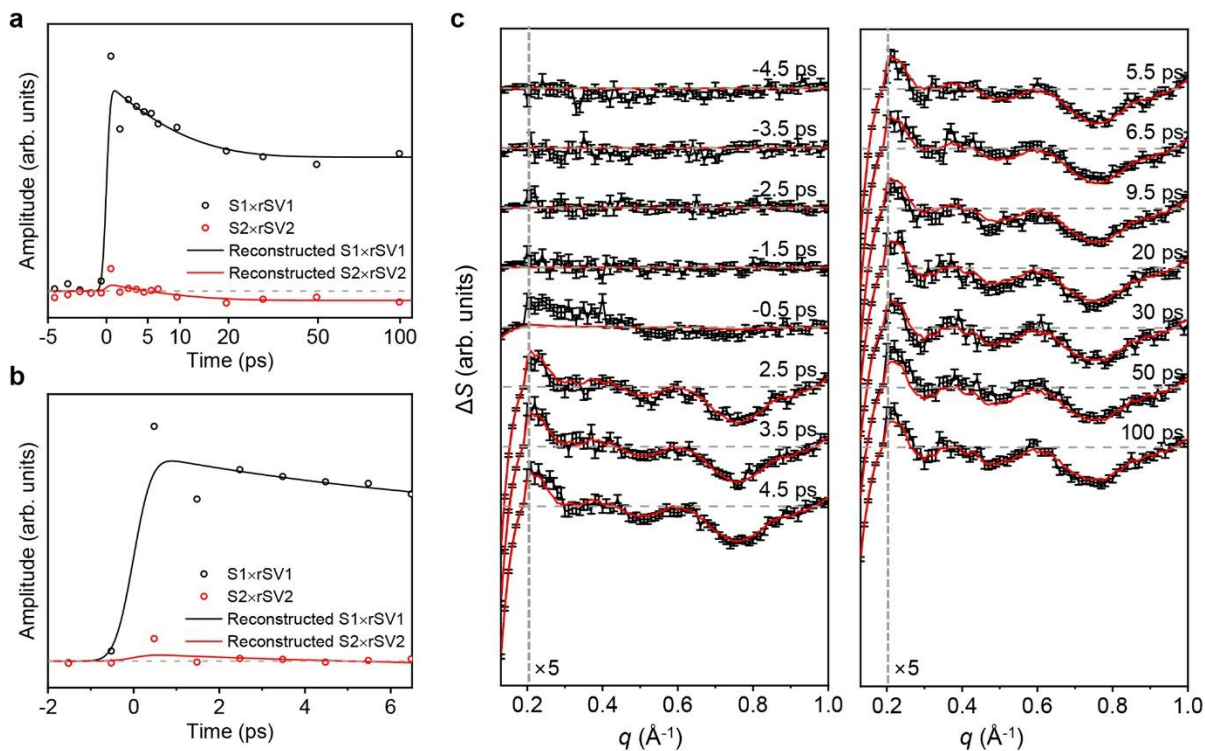 a
Amplitude (arb. units)
S1×rSV1
S2×rSV2
Reconstructed S1×rSV1
Reconstructed S2×rSV2
-5 0 5 10 20 50 100
Time (ps)
b
Amplitude (arb. units)
S1×rSV1
S2×rSV2
Reconstructed S1×rSV1
Reconstructed S2×rSV2
-2 0 2 4 6
Time (ps)
c
ΔS (arb. units)
-4.5 ps
-3.5 ps
-2.5 ps
-1.5 ps
-0.5 ps
2.5 ps
3.5 ps
4.5 ps
×5
0.2 0.4 0.6 0.8 1.0
q (Å-1)
5.5 ps
6.5 ps
9.5 ps
20 ps
30 ps
50 ps
100 ps
×5
0.2 0.4 0.6 0.8 1.0
q (Å-1)